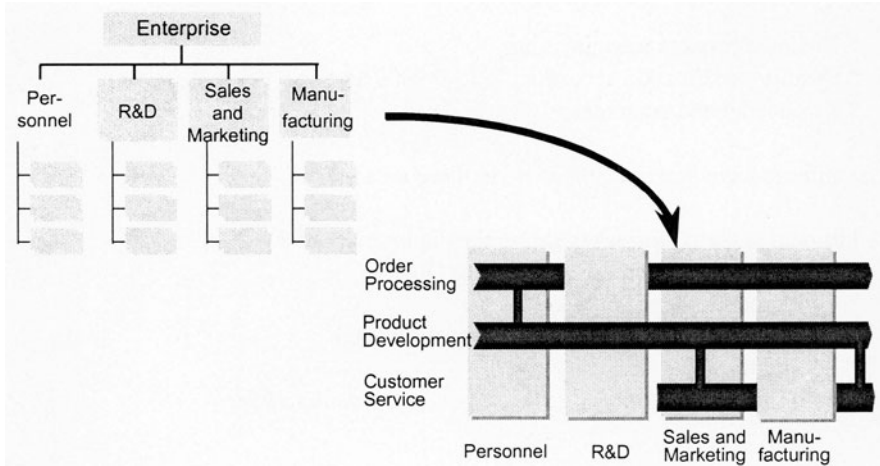 Enterprise
Per-
sonnel
R&D
Sales
and
Marketing
Manu-
facturing
Order
Processing
Product
Development
Customer
Service
Personnel
R&D
Sales and
Marketing
Manu-
facturing